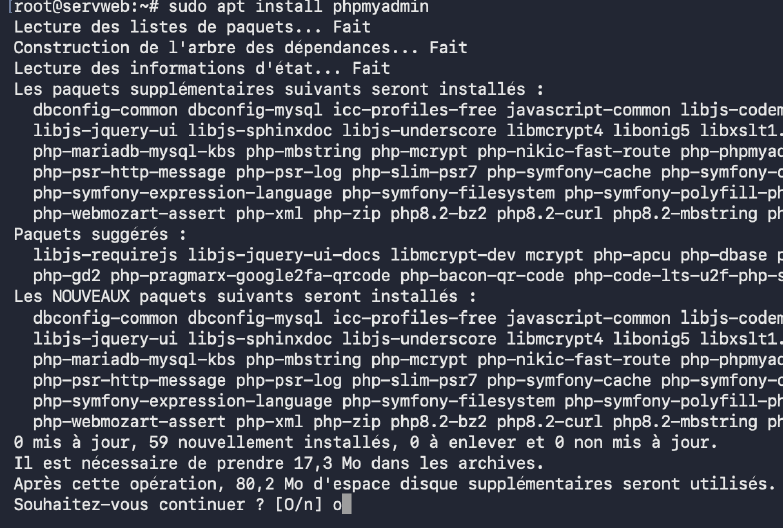 [root@servweb:~# sudo apt install phpmyadmin
Lecture des listes de paquets... Fait
Construction de l'arbre des dépendances... Fait
Lecture des informations d'état... Fait
Les paquets supplémentaires suivants seront installés :
dbconfig-common dbconfig-mysql icc-profiles-free javascript-common libjs-codem
libjs-jquery-ui libjs-sphinxdoc libjs-underscore libmcrypt4 libonig5 libxslt1.
php-mariadb-mysql-kbs php-mbstring php-mcrypt php-nikic-fast-route php-phpmyad
php-psr-http-message php-psr-log php-slim-psr7 php-symfony-cache php-symfony-c
php-symfony-expression-language php-symfony-filesystem php-symfony-polyfill-ph
php-webmozart-assert php-xml php-zip php8.2-bz2 php8.2-curl php8.2-mbstring ph
Paquets suggérés :
libjs-requirejs libjs-jquery-ui-docs libmcrypt-dev mcrypt php-apcu php-dbase p
php-gd2 php-pragmarx-google2fa-qrcode php-bacon-qr-code php-code-lts-u2f-php-s
Les NOUVEAUX paquets suivants seront installés :
dbconfig-common dbconfig-mysql icc-profiles-free javascript-common libjs-codem
libjs-jquery-ui libjs-sphinxdoc libjs-underscore libmcrypt4 libonig5 libxslt1.
php-mariadb-mysql-kbs php-mbstring php-mcrypt php-nikic-fast-route php-phpmyad
php-psr-http-message php-psr-log php-slim-psr7 php-symfony-cache php-symfony-c
php-symfony-expression-language php-symfony-filesystem php-symfony-polyfill-ph
php-webmozart-assert php-xml php-zip php8.2-bz2 php8.2-curl php8.2-mbstring ph
0 mis à jour, 59 nouvellement installés, 0 à enlever et 0 non mis à jour.
Il est nécessaire de prendre 17,3 Mo dans les archives.
Après cette opération, 80,2 Mo d'espace disque supplémentaires seront utilisés.
Souhaitez-vous continuer ? [O/n] o